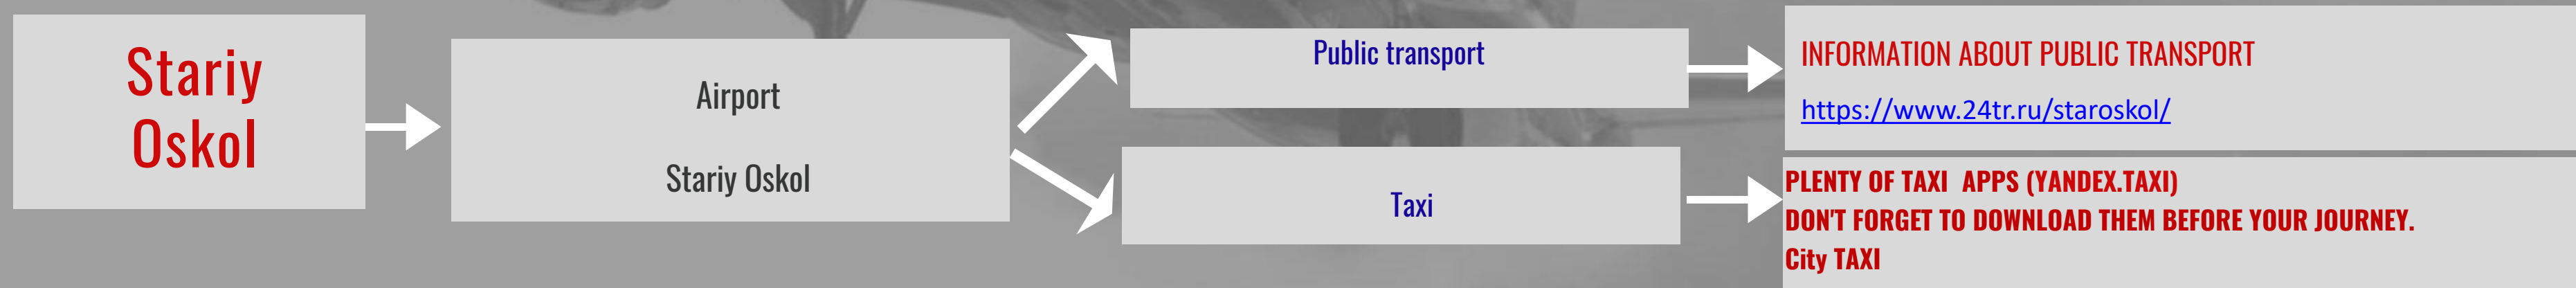 Stariy
Oskol
Airport
Stariy Oskol
Public transport
Taxi
INFORMATION ABOUT PUBLIC TRANSPORT
https://www.24tr.ru/staroskol/
PLENTY OF TAXI APPS (YANDEX.TAXI)
DON'T FORGET TO DOWNLOAD THEM BEFORE YOUR JOURNEY.
City TAXI